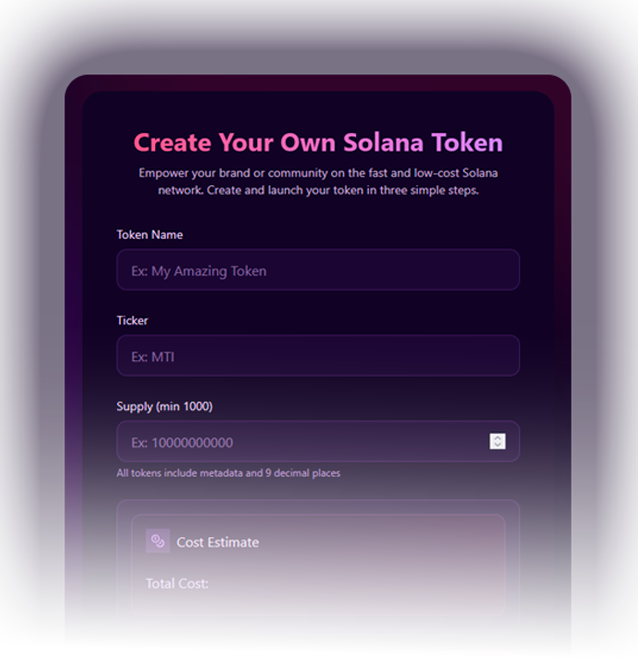 Create Your Own Solana Token
Empower your brand or community on the fast and low-cost Solana
network. Create and launch your token in three simple steps.
Token Name
Ex: My Amazing Token
Ticker
Ex: MTI
Supply (min 1000)
Ex: 10000000000
All tokens include metadata and 9 decimal places
Cost Estimate
Total Cost: